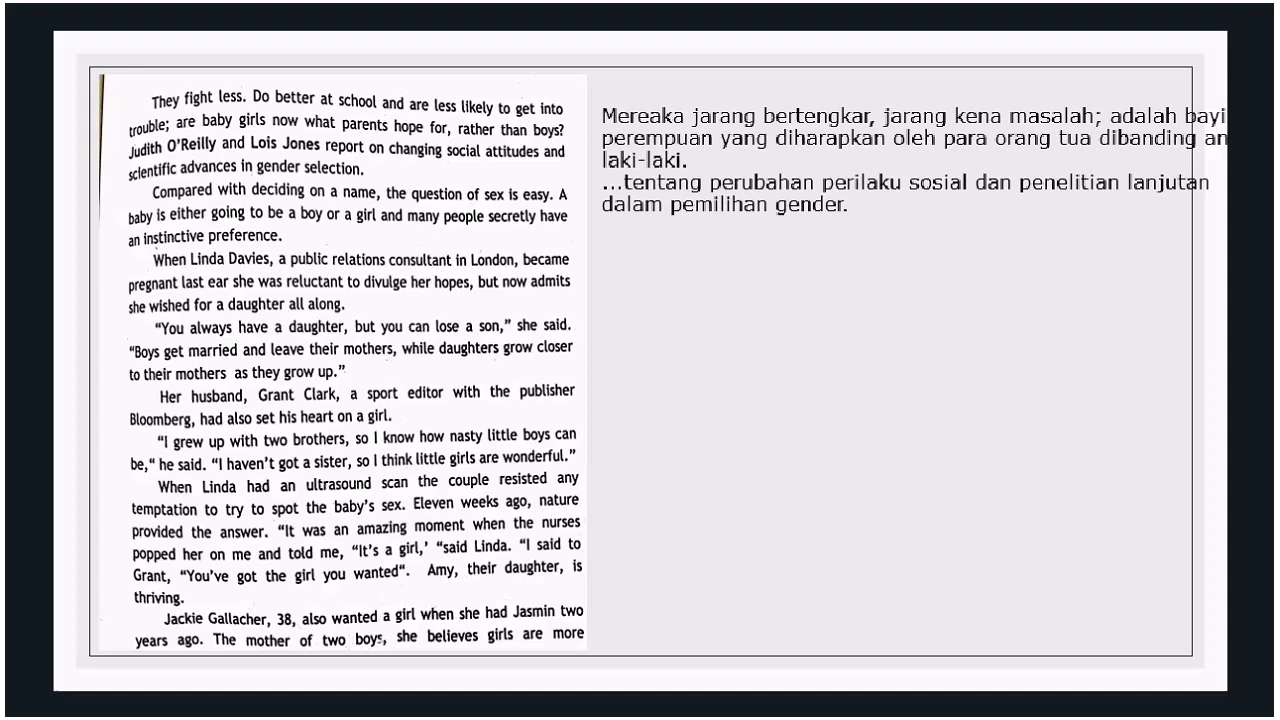 They fight less. Do better at school and are less likely to get into
trouble; are baby girls now what parents hope for, rather than boys?
Judith O'Reilly and Lois Jones report on changing social attitudes and
scientific advances in gender selection.
Compared with deciding on a name, the question of sex is easy. A
baby is either going to be a boy or a girl and many people secretly have
an instinctive preference.
When Linda Davies, a public relations consultant in London, became
pregnant last ear she was reluctant to divulge her hopes, but now admits
she wished for a daughter all along.
"You always have a daughter, but you can lose a son," she said.
"Boys get married and leave their mothers, while daughters grow closer
to their mothers as they grow up."
Her husband, Grant Clark, a sport editor with the publisher
Bloomberg, had also set his heart on a girl.
"I grew up with two brothers, so I know how nasty little boys can
be," he said. "I haven't got a sister, so I think little girls are wonderful."
When Linda had an ultrasound scan the couple resisted any
temptation to try to spot the baby's sex. Eleven weeks ago, nature
provided the answer. "It was an amazing moment when the nurses
popped her on me and told me, "It's a girl,' "said Linda. "I said to
Grant, "You've got the girl you wanted". Amy, their daughter, is
thriving.
Jackie Gallacher, 38, also wanted a girl when she had Jasmin two
years ago. The mother of two boys, she believes girls are more
Mereaka jarang bertengkar, jarang kena masalah; adalah bayi
perempuan yang diharapkan oleh para orang tua dibanding an
laki-laki.
...tentang perubahan perilaku sosial dan penelitian lanjutan
dalam pemilihan gender.